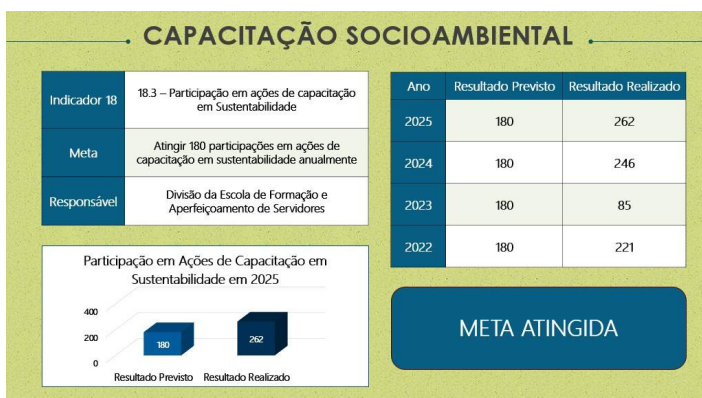 CAPACITAÇÃO SOCIOAMBIENTAL
Indicador 18
18.3 – Participação em ações de capacitação
em Sustentabilidade
Meta
Atingir 180 participações em ações de
capacitação em sustentabilidade anualmente
Responsável
Divisão da Escola de Formação e
Aperfeiçoamento de Servidores
Ano Resultado Previsto Resultado Realizado
2025 180 262
2024 180 246
2023 180 85
2022 180 221
Participação em Ações de Capacitação em
Sustentabilidade em 2025
400
200
0
180
262
Resultado Previsto Resultado Realizado
META ATINGIDA